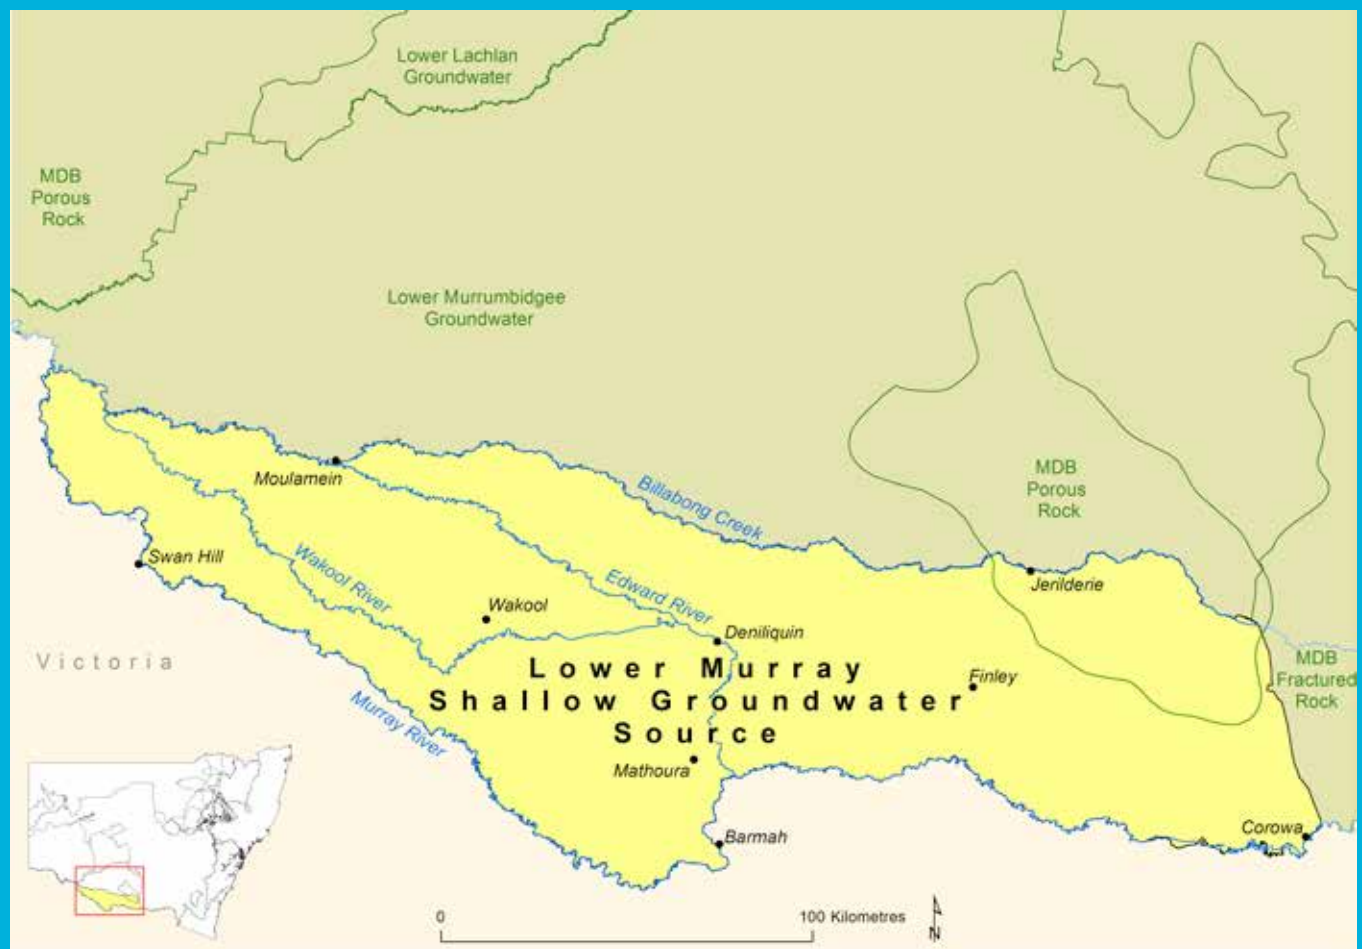 Lower Lachlan
Groundwater
MDB
Porous
Rock
Lower Murrumbidgee
Groundwater
Moulamein
Billabong Creek
MDB
Porous
Rock
Swan Hill
Wakool River
Edward River
Jerilderie
Wakool
Deniliquin
Victoria
Lower Murray
Shallow Groundwater
Source
Finley
MDB
Fractured
Rock
Murray River
Mathoura
Barmah
Corowa
0
100 Kilometres
N